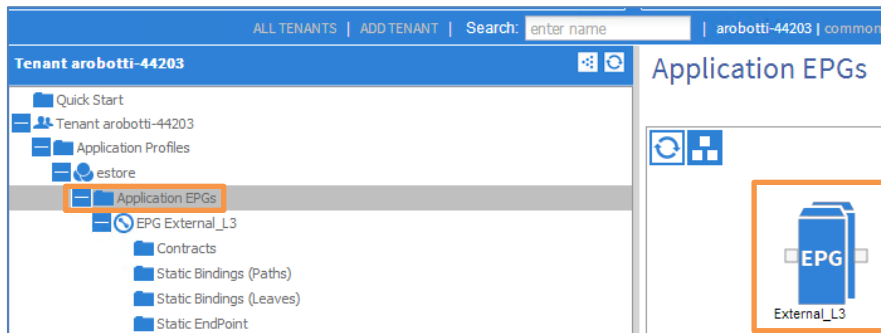 ALL TENANTS | ADD TENANT | Search: enter name | arobotti-44203 | common
Tenant arobotti-44203
Application EPGs
Quick Start
Tenant arobotti-44203
Application Profiles
estore
Application EPGs
EPG External_L3
Contracts
Static Bindings (Paths)
Static Bindings (Leaves)
Static EndPoint
EPG
External_L3